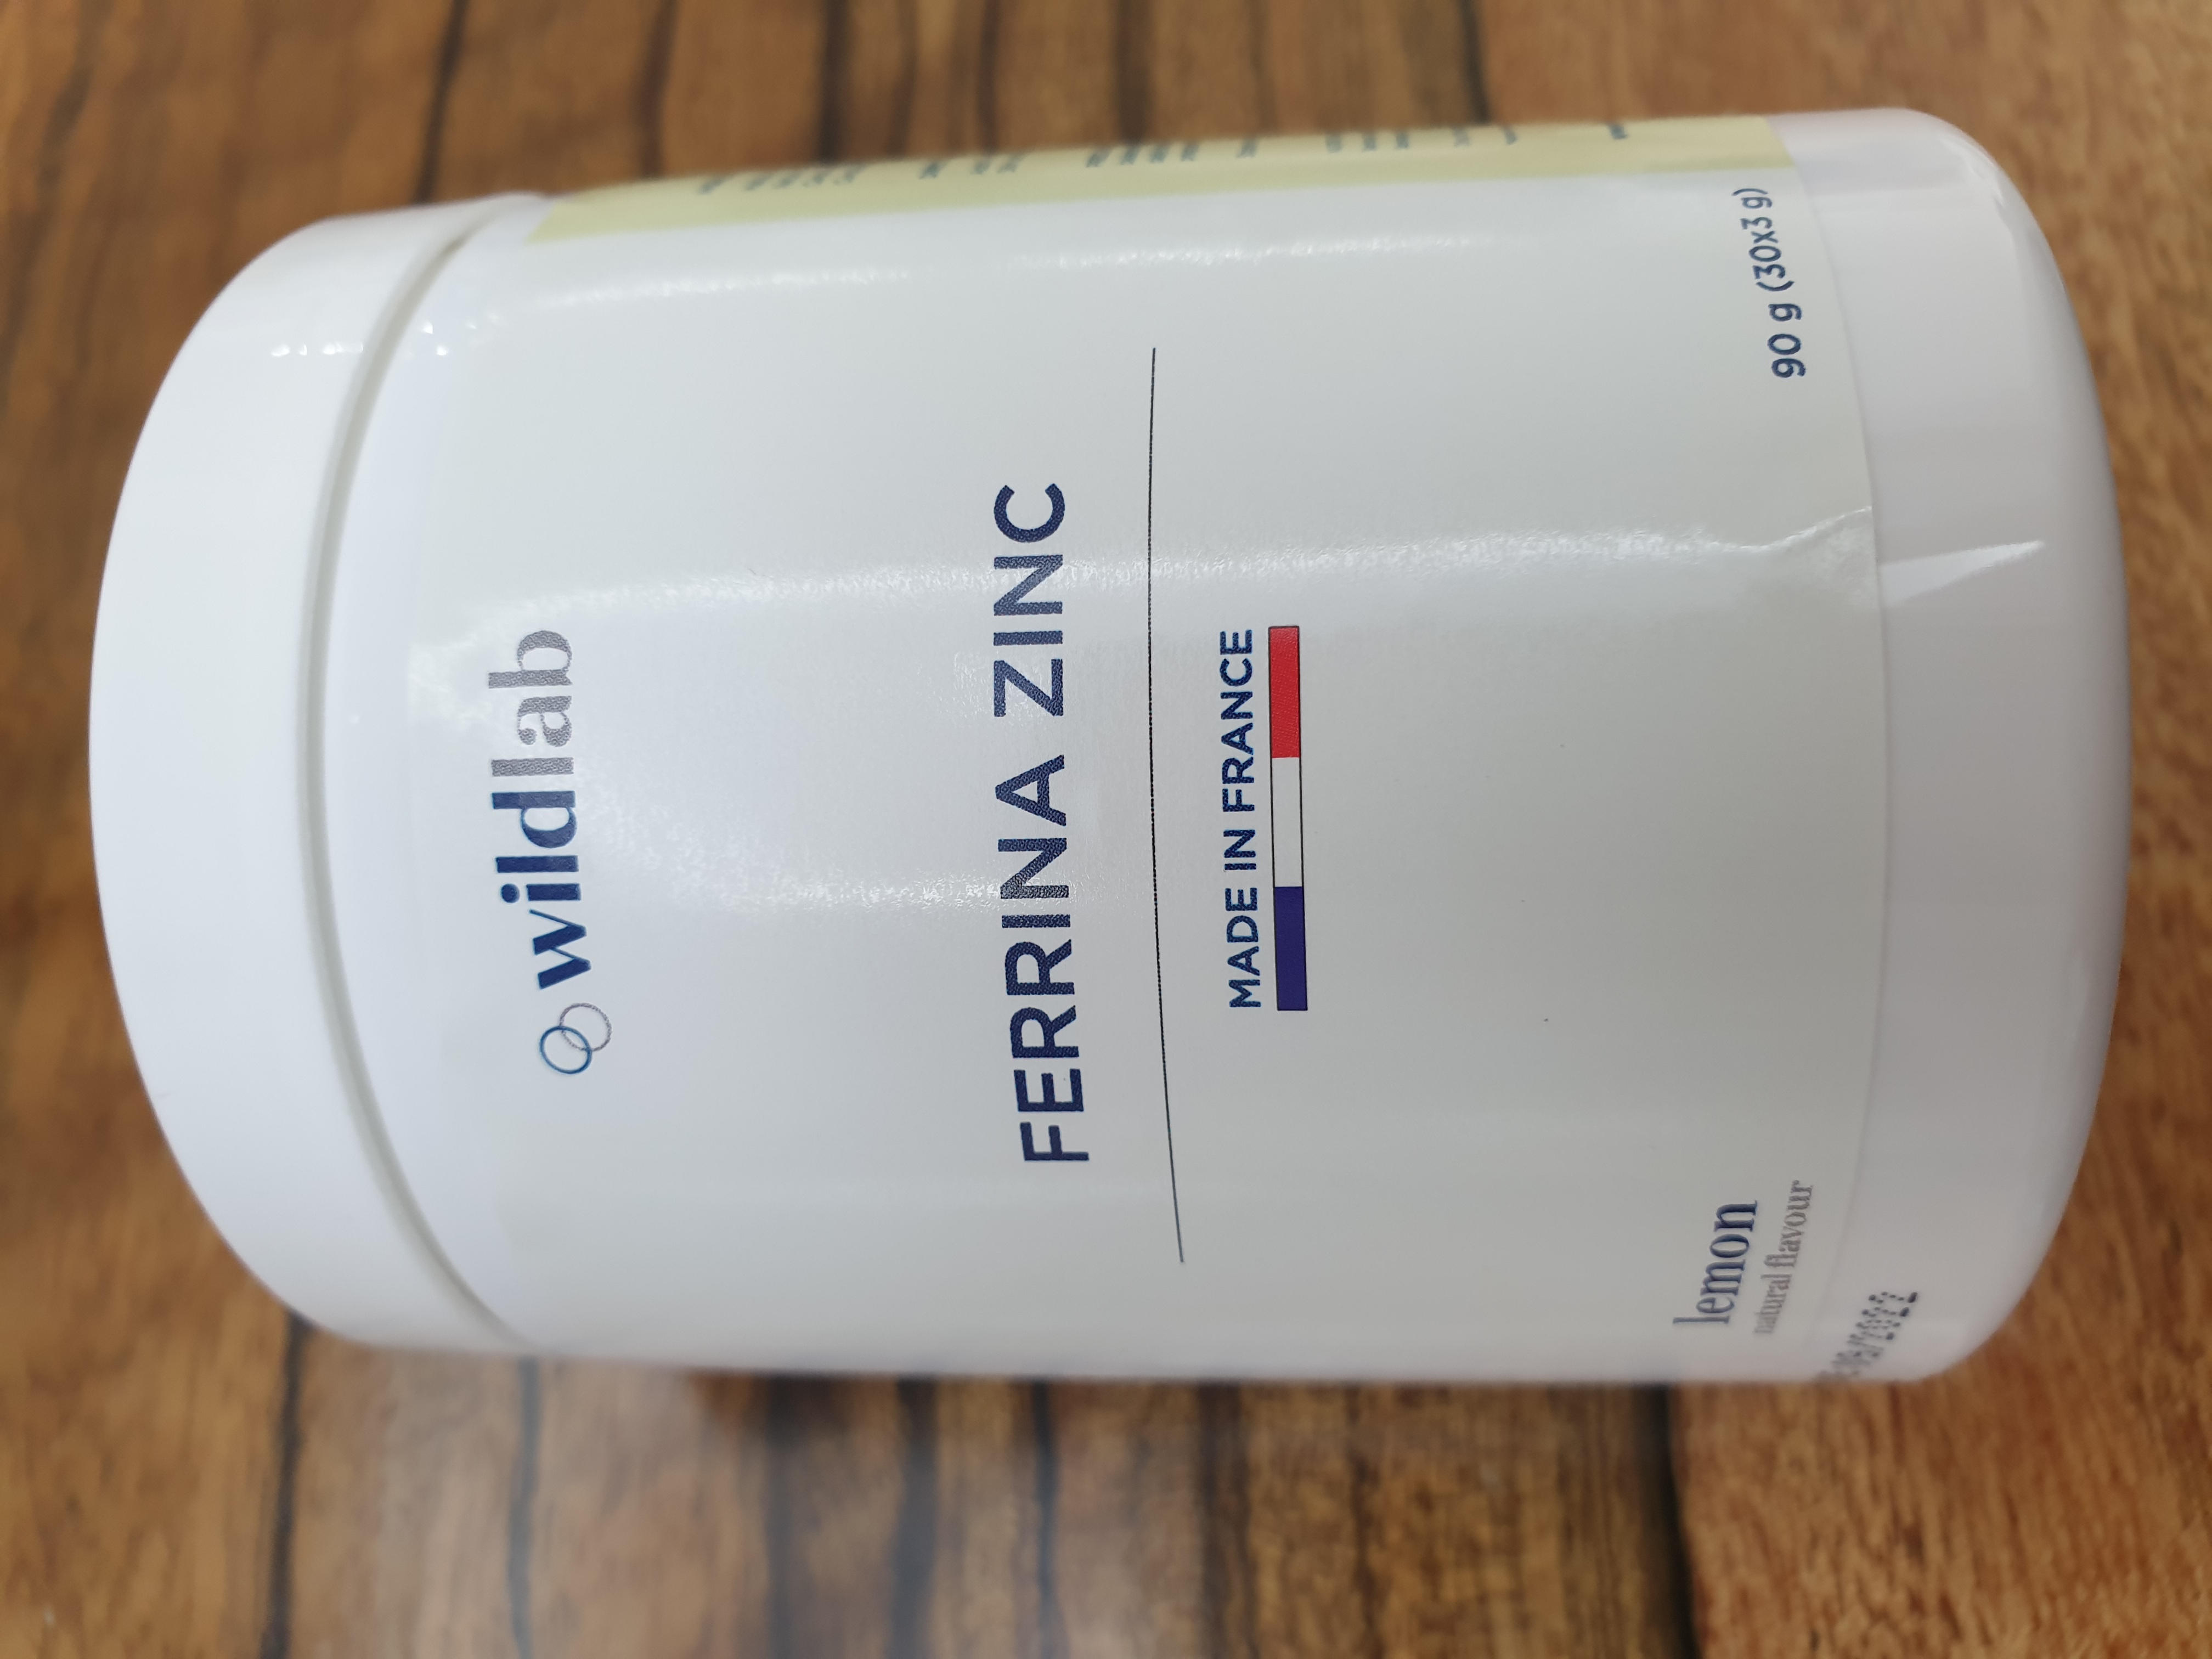 wildlab
FERRINA ZINC
MADE IN FRANCE
lemon
natural flavour
90 g (30x3 g)